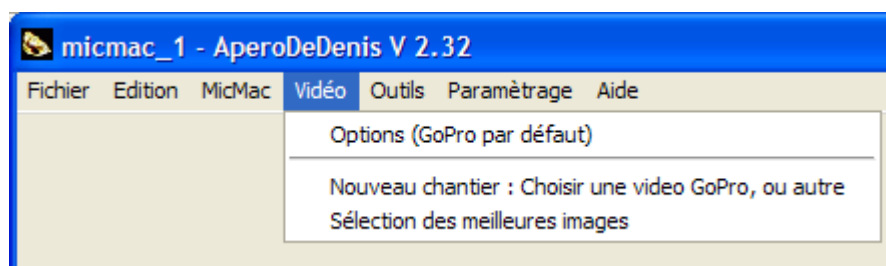 micmac_1 - AperoDeDenis V 2.32
Fichier Edition MicMac Vidéo Outils Paramètrage Aide
Options (GoPro par défaut)
Nouveau chantier : Choisir une video GoPro, ou autre
Sélection des meilleures images